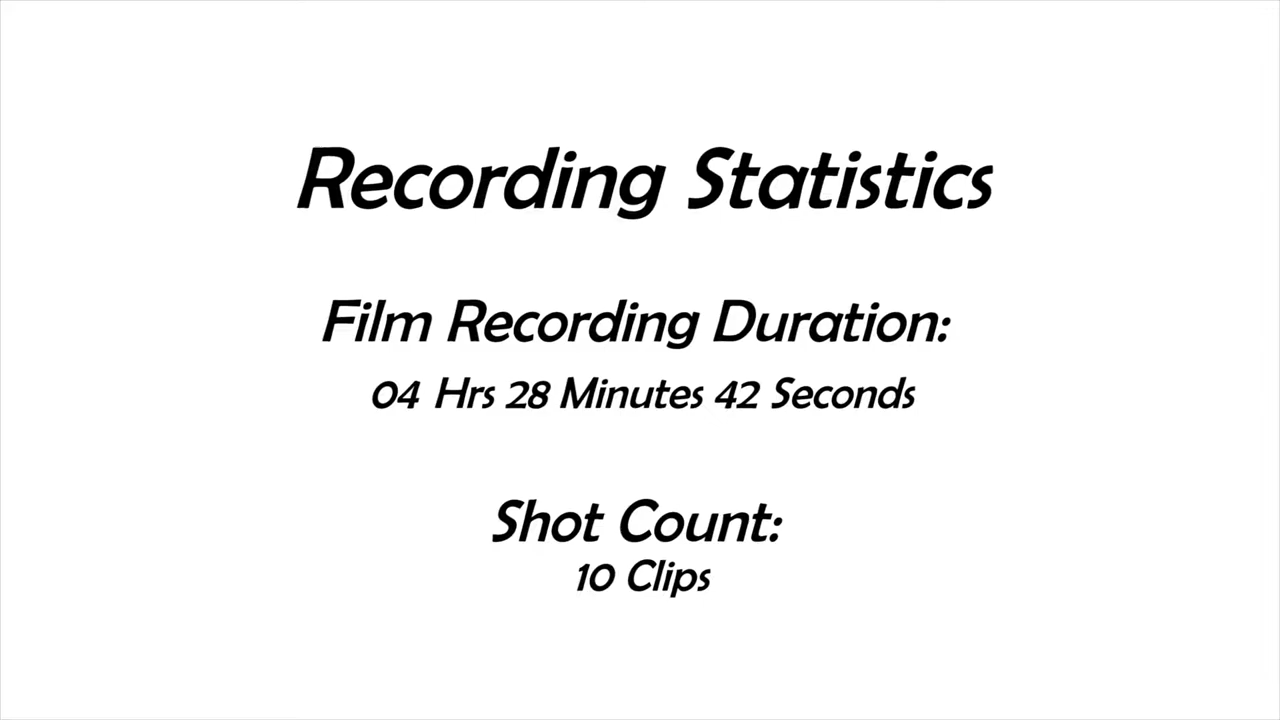 Recording Statistics
Film Recording Duration:
04 Hrs 28 Minutes 42 Seconds
Shot Count:
10 Clips